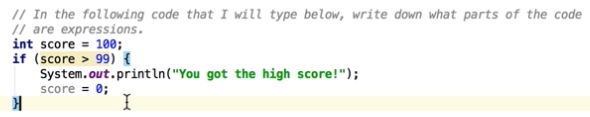 // In the following code that I will type below, write down what parts of the code
// are expressions.
int score = 100;
if (score > 99) {
    System.out.println("You got the high score!");
    score = 0;
}